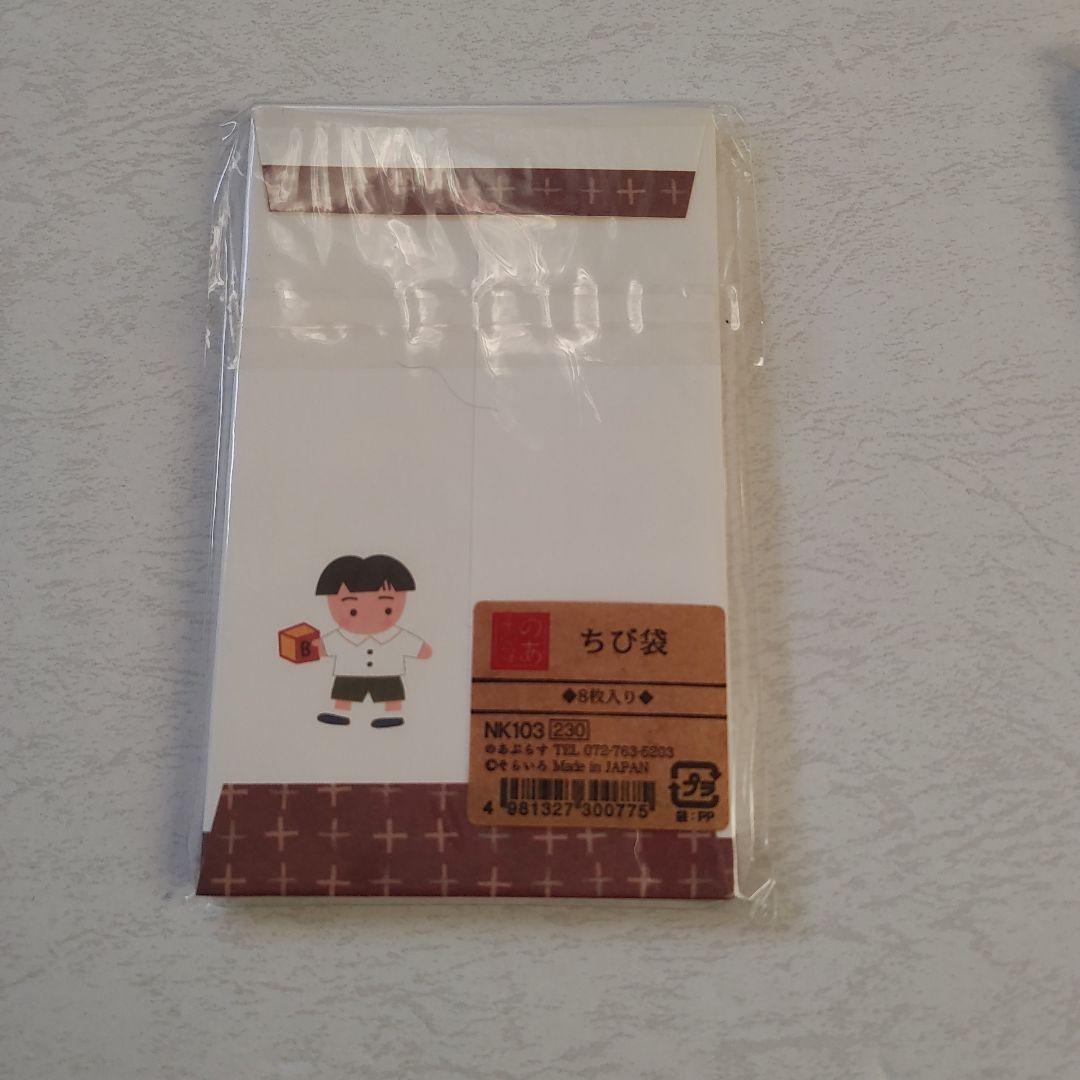 B
のあ
ちび袋
◆8枚入り◆
NK103 230
のあぷらす TEL 072-763-5203
©そらいろ Made in JAPAN
4 981327 300775
プラ
袋:PP